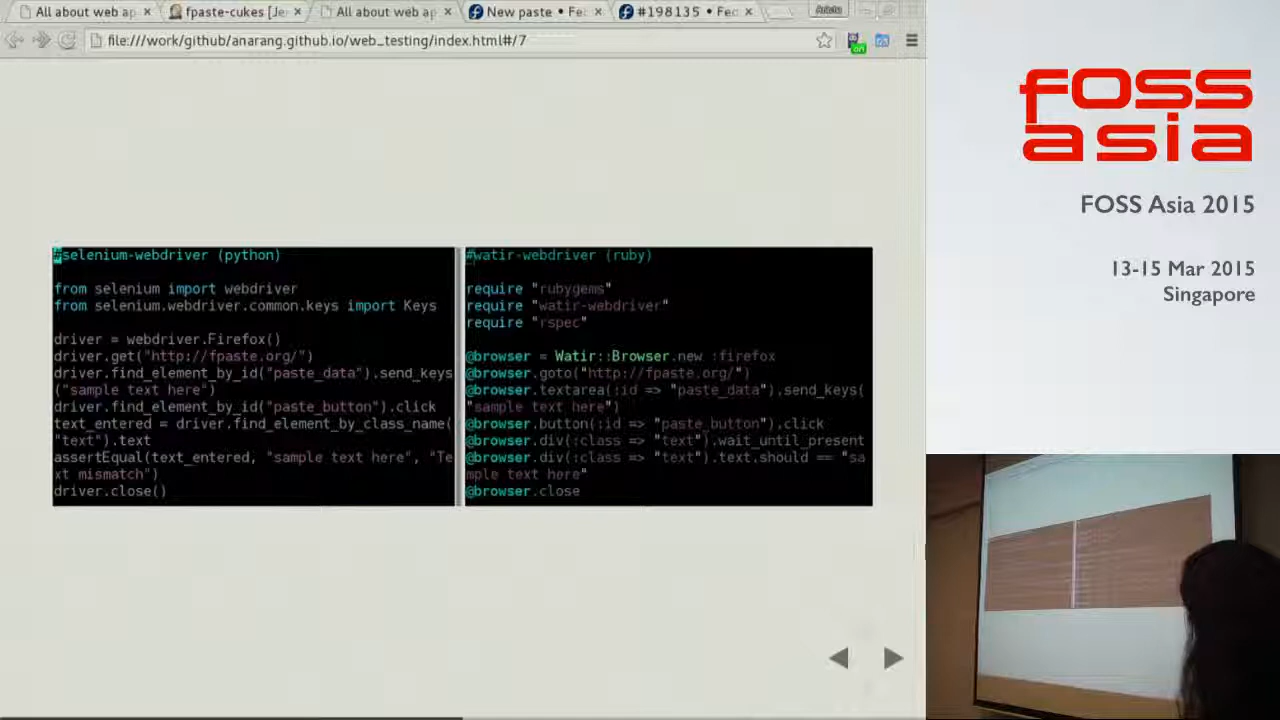 All about web ap
fpaste-cukes [Je
All about web ap
New paste • Fe
#198135 • Fed
file:///work/github/anarang.github.io/web_testing/index.html#/7
on
#selenium-webdriver (python)
from selenium import webdriver
from selenium.webdriver.common.keys import Keys
driver = webdriver.Firefox()
driver.get("http://fpaste.org/")
driver.find_element_by_id("paste_data").send_keys
("sample text here")
driver.find_element_by_id("paste_button").click
text_entered = driver.find_element_by_class_name(
"text").text
assertEqual(text_entered, "sample text here", "Te
xt mismatch")
driver.close()
#watir-webdriver (ruby)
require "rubygems"
require "watir-webdriver"
require "rspec"
@browser = Watir::Browser.new :firefox
@browser.goto("http://fpaste.org/")
@browser.textarea(:id => "paste_data").send_keys(
"sample text here")
@browser.button(:id => "paste_button").click
@browser.div(:class => "text").wait_until_present
@browser.div(:class => "text").text.should == "sa
mple text here"
@browser.close
FOSS
asia
FOSS Asia 2015
13-15 Mar 2015
Singapore